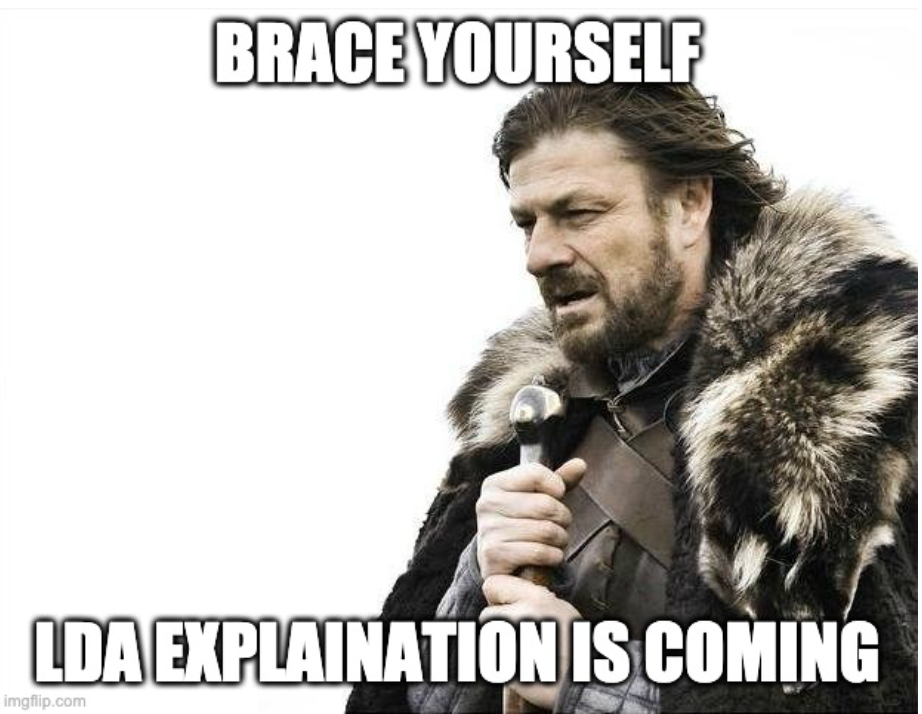 BRACE YOURSELF
LDA EXPLAINATION IS COMING
imgflip.com